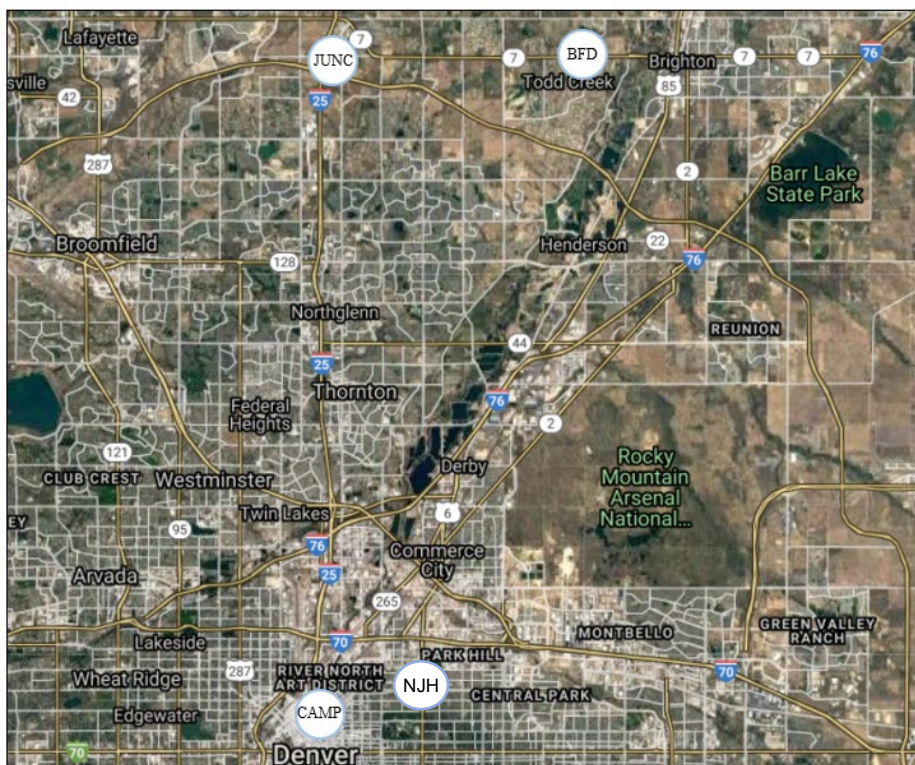 Lafayette
JUNC
7
BFD
7
Brighton
7
7
76
sville
42
25
Todd Creek
85
287
2
Barr Lake
State Park
Broomfield
128
Henderson
22
76
Northglenn
REUNION
44
25
Thornton
76
Federal
Heights
2
121
CLUB CREST
Westminster
Derby
Rocky
Mountain
Arsenal
National...
Twin Lakes
6
EY
95
76
Commerce
City
Arvada
25
265
Lakeside
70
MONTBELLO
GREEN VALLEY
RANCH
PARK HILL
Wheat Ridge
287
RIVER NORTH
ART DISTRICT
NJH
CENTRAL PARK
70
Edgewater
CAMP
Denver
70